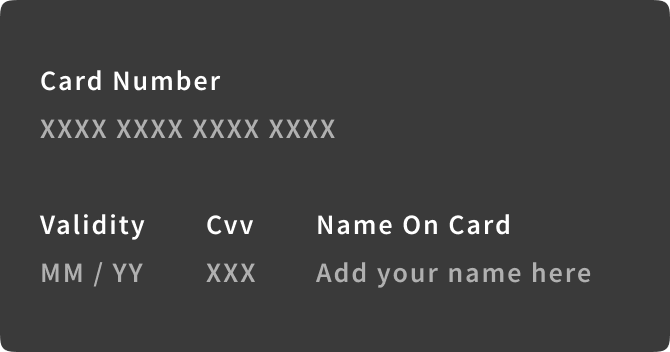 Card Number
XXXX XXXX XXXX XXXX
Validity Cvv Name On Card
MM / YY XXX Add your name here